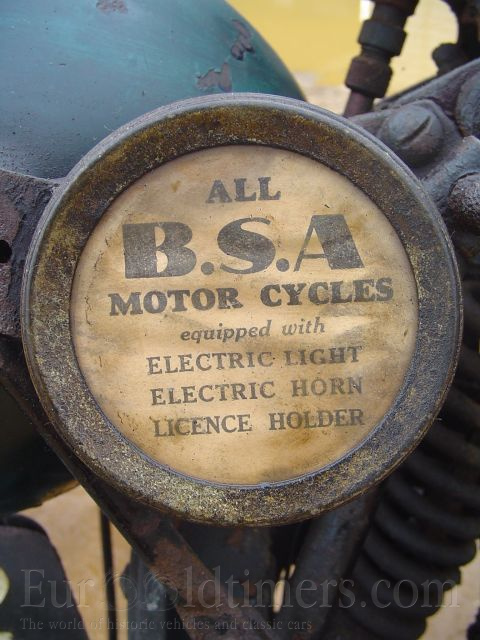 ALL
B.S.A
MOTOR CYCLES
equipped with
ELECTRIC LIGHT
ELECTRIC HORN
LICENCE HOLDER
EurOOldtimers.com
The world of historic vehicles and classic cars